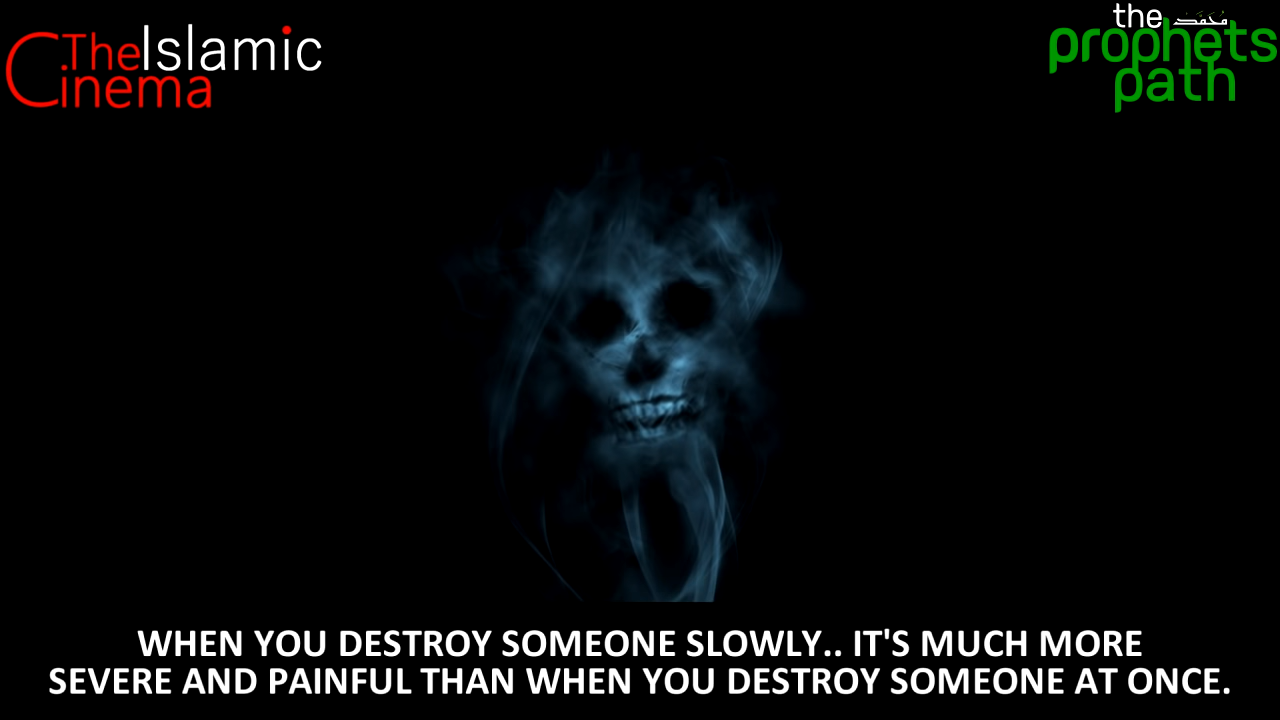 TheIslamic
Cinema
the محمد
prophets
path
WHEN YOU DESTROY SOMEONE SLOWLY.. IT'S MUCH MORE
SEVERE AND PAINFUL THAN WHEN YOU DESTROY SOMEONE AT ONCE.